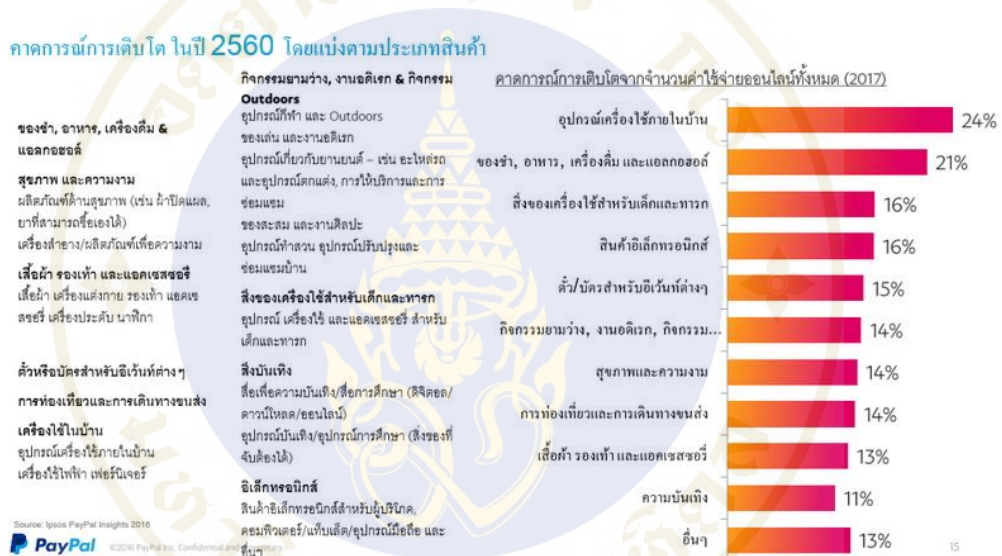 คาดการณ์การเติบโต ในปี 2560 โดยแบ่งตามประเภทสินค้า
ของชำ, อาหาร, เครื่องดื่ม &
แอลกอฮอล์
สุขภาพ และความงาม
ผลิตภัณฑ์ด้านสุขภาพ (เช่น ผ้าปิดแผล,
ยาที่สามารถซื้อเองได้)
เครื่องสำอาง/ผลิตภัณฑ์เพื่อความงาม
เสื้อผ้า รองเท้า และแอคเซสซอรี่
เสื้อผ้า เครื่องแต่งกาย รองเท้า แอคเซ
สซอรี่ เครื่องประดับ นาฬิกา
ตั๋วหรือบัตรสำหรับอีเว้นท์ต่างๆ
การท่องเที่ยวและการเดินทางขนส่ง
เครื่องใช้ในบ้าน
อุปกรณ์เครื่องใช้ภายในบ้าน
เครื่องใช้ไฟฟ้า เฟอร์นิเจอร์
กิจกรรมยามว่าง, งานอดิเรก & กิจกรรม
Outdoors
อุปกรณ์กีฬา และ Outdoors
ของเล่น และงานอดิเรก
อุปกรณ์เกี่ยวกับยานยนต์ – เช่น อะไหล่รถ
และอุปกรณ์ตกแต่ง, การให้บริการและการ
ซ่อมแซม
ของสะสม และงานศิลปะ
อุปกรณ์ทำสวน อุปกรณ์ปรับปรุงและ
ซ่อมแซมบ้าน
สิ่งของเครื่องใช้สำหรับเด็กและทารก
อุปกรณ์ เครื่องใช้ และแอคเซสซอรี่ สำหรับ
เด็กและทารก
สิ่งบันเทิง
สื่อเพื่อความบันเทิง/สื่อการศึกษา (ดิจิตอล/
ดาวน์โหลด/ออนไลน์)
อุปกรณ์บันเทิง/อุปกรณ์การศึกษา (สิ่งของที่
จับต้องได้)
อิเล็กทรอนิกส์
สินค้าอิเล็กทรอนิกส์สำหรับผู้บริโภค,
คอมพิวเตอร์/แท็บเล็ต/อุปกรณ์มือถือ และ
อื่นๆ
คาดการณ์การเติบโตจากจำนวนค่าใช้จ่ายออนไลน์ทั้งหมด (2017)
อุปกรณ์เครื่องใช้ภายในบ้าน 24%
ของชำ, อาหาร, เครื่องดื่ม และแอลกอฮอล์ 21%
สิ่งของเครื่องใช้สำหรับเด็กและทารก 16%
สินค้าอิเล็กทรอนิกส์ 16%
ตั๋ว/บัตรสำหรับอีเว้นท์ต่างๆ 15%
กิจกรรมยามว่าง, งานอดิเรก, กิจกรรม... 14%
สุขภาพและความงาม 14%
การท่องเที่ยวและการเดินทางขนส่ง 14%
เสื้อผ้า รองเท้า และแอคเซสซอรี่ 13%
ความบันเทิง 11%
อื่นๆ 13%
Source: Ipsos PayPal Insights 2016
PayPal ©2016 PayPal Inc. Confidential and
15